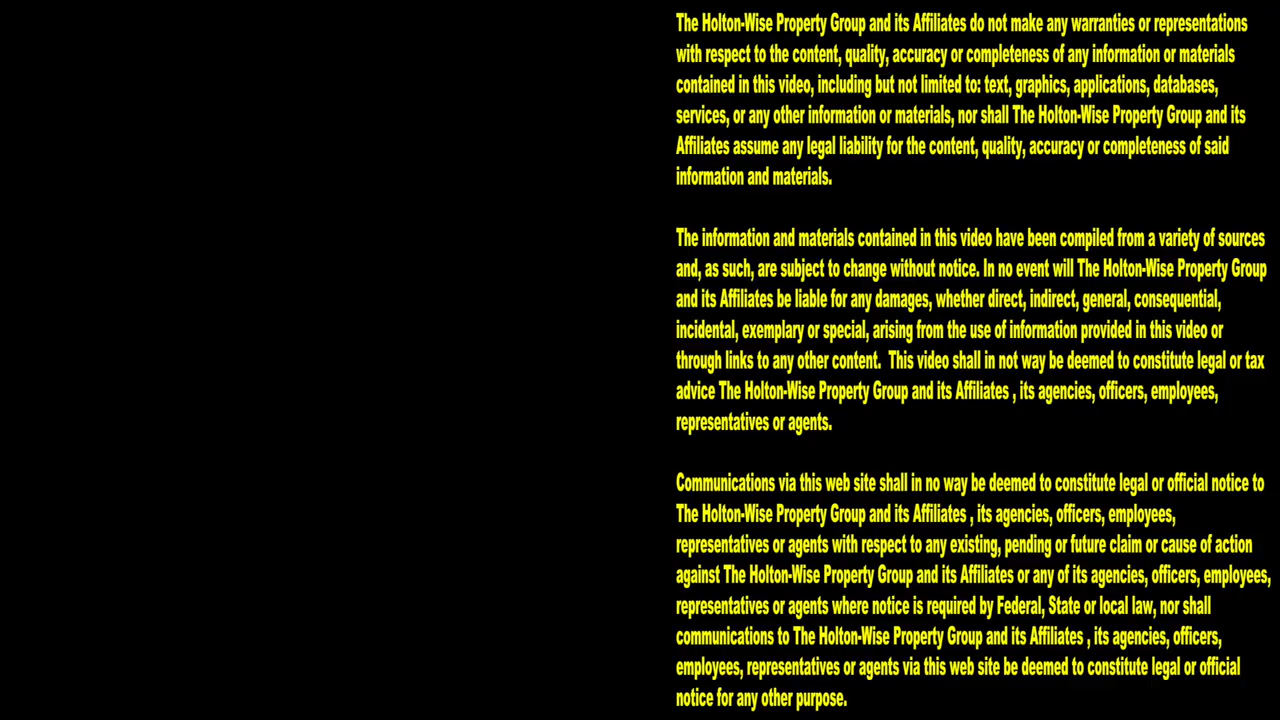 The Holton-Wise Property Group and its Affiliates do not make any warranties or representations
with respect to the content, quality, accuracy or completeness of any information or materials
contained in this video, including but not limited to: text, graphics, applications, databases,
services, or any other information or materials, nor shall The Holton-Wise Property Group and its
Affiliates assume any legal liability for the content, quality, accuracy or completeness of said
information and materials.
The information and materials contained in this video have been compiled from a variety of sources
and, as such, are subject to change without notice. In no event will The Holton-Wise Property Group
and its Affiliates be liable for any damages, whether direct, indirect, general, consequential,
incidental, exemplary or special, arising from the use of information provided in this video or
through links to any other content.  This video shall in not way be deemed to constitute legal or tax
advice The Holton-Wise Property Group and its Affiliates , its agencies, officers, employees,
representatives or agents.
Communications via this web site shall in no way be deemed to constitute legal or official notice to
The Holton-Wise Property Group and its Affiliates , its agencies, officers, employees,
representatives or agents with respect to any existing, pending or future claim or cause of action
against The Holton-Wise Property Group and its Affiliates or any of its agencies, officers, employees,
representatives or agents where notice is required by Federal, State or local law, nor shall
communications to The Holton-Wise Property Group and its Affiliates , its agencies, officers,
employees, representatives or agents via this web site be deemed to constitute legal or official
notice for any other purpose.